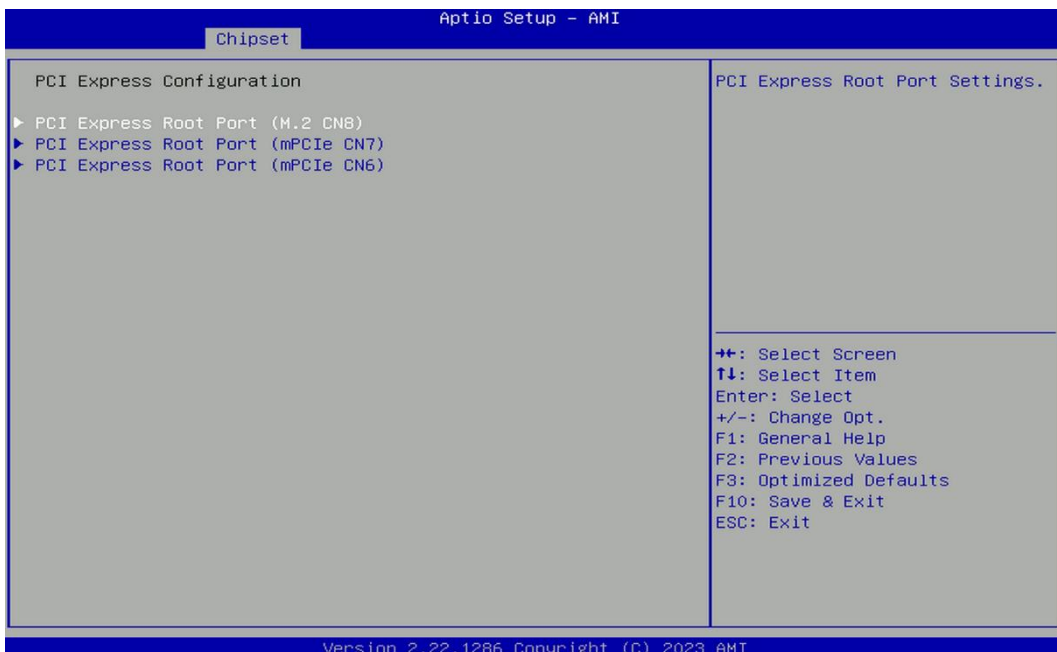 Aptio Setup – AMI
Chipset
PCI Express Configuration
▶ PCI Express Root Port (M.2 CN8)
▶ PCI Express Root Port (mPCIe CN7)
▶ PCI Express Root Port (mPCIe CN6)
PCI Express Root Port Settings.
→←: Select Screen
↑↓: Select Item
Enter: Select
+/-: Change Opt.
F1: General Help
F2: Previous Values
F3: Optimized Defaults
F10: Save & Exit
ESC: Exit
Version 2.22.1286 Copyright (C) 2023 AMI